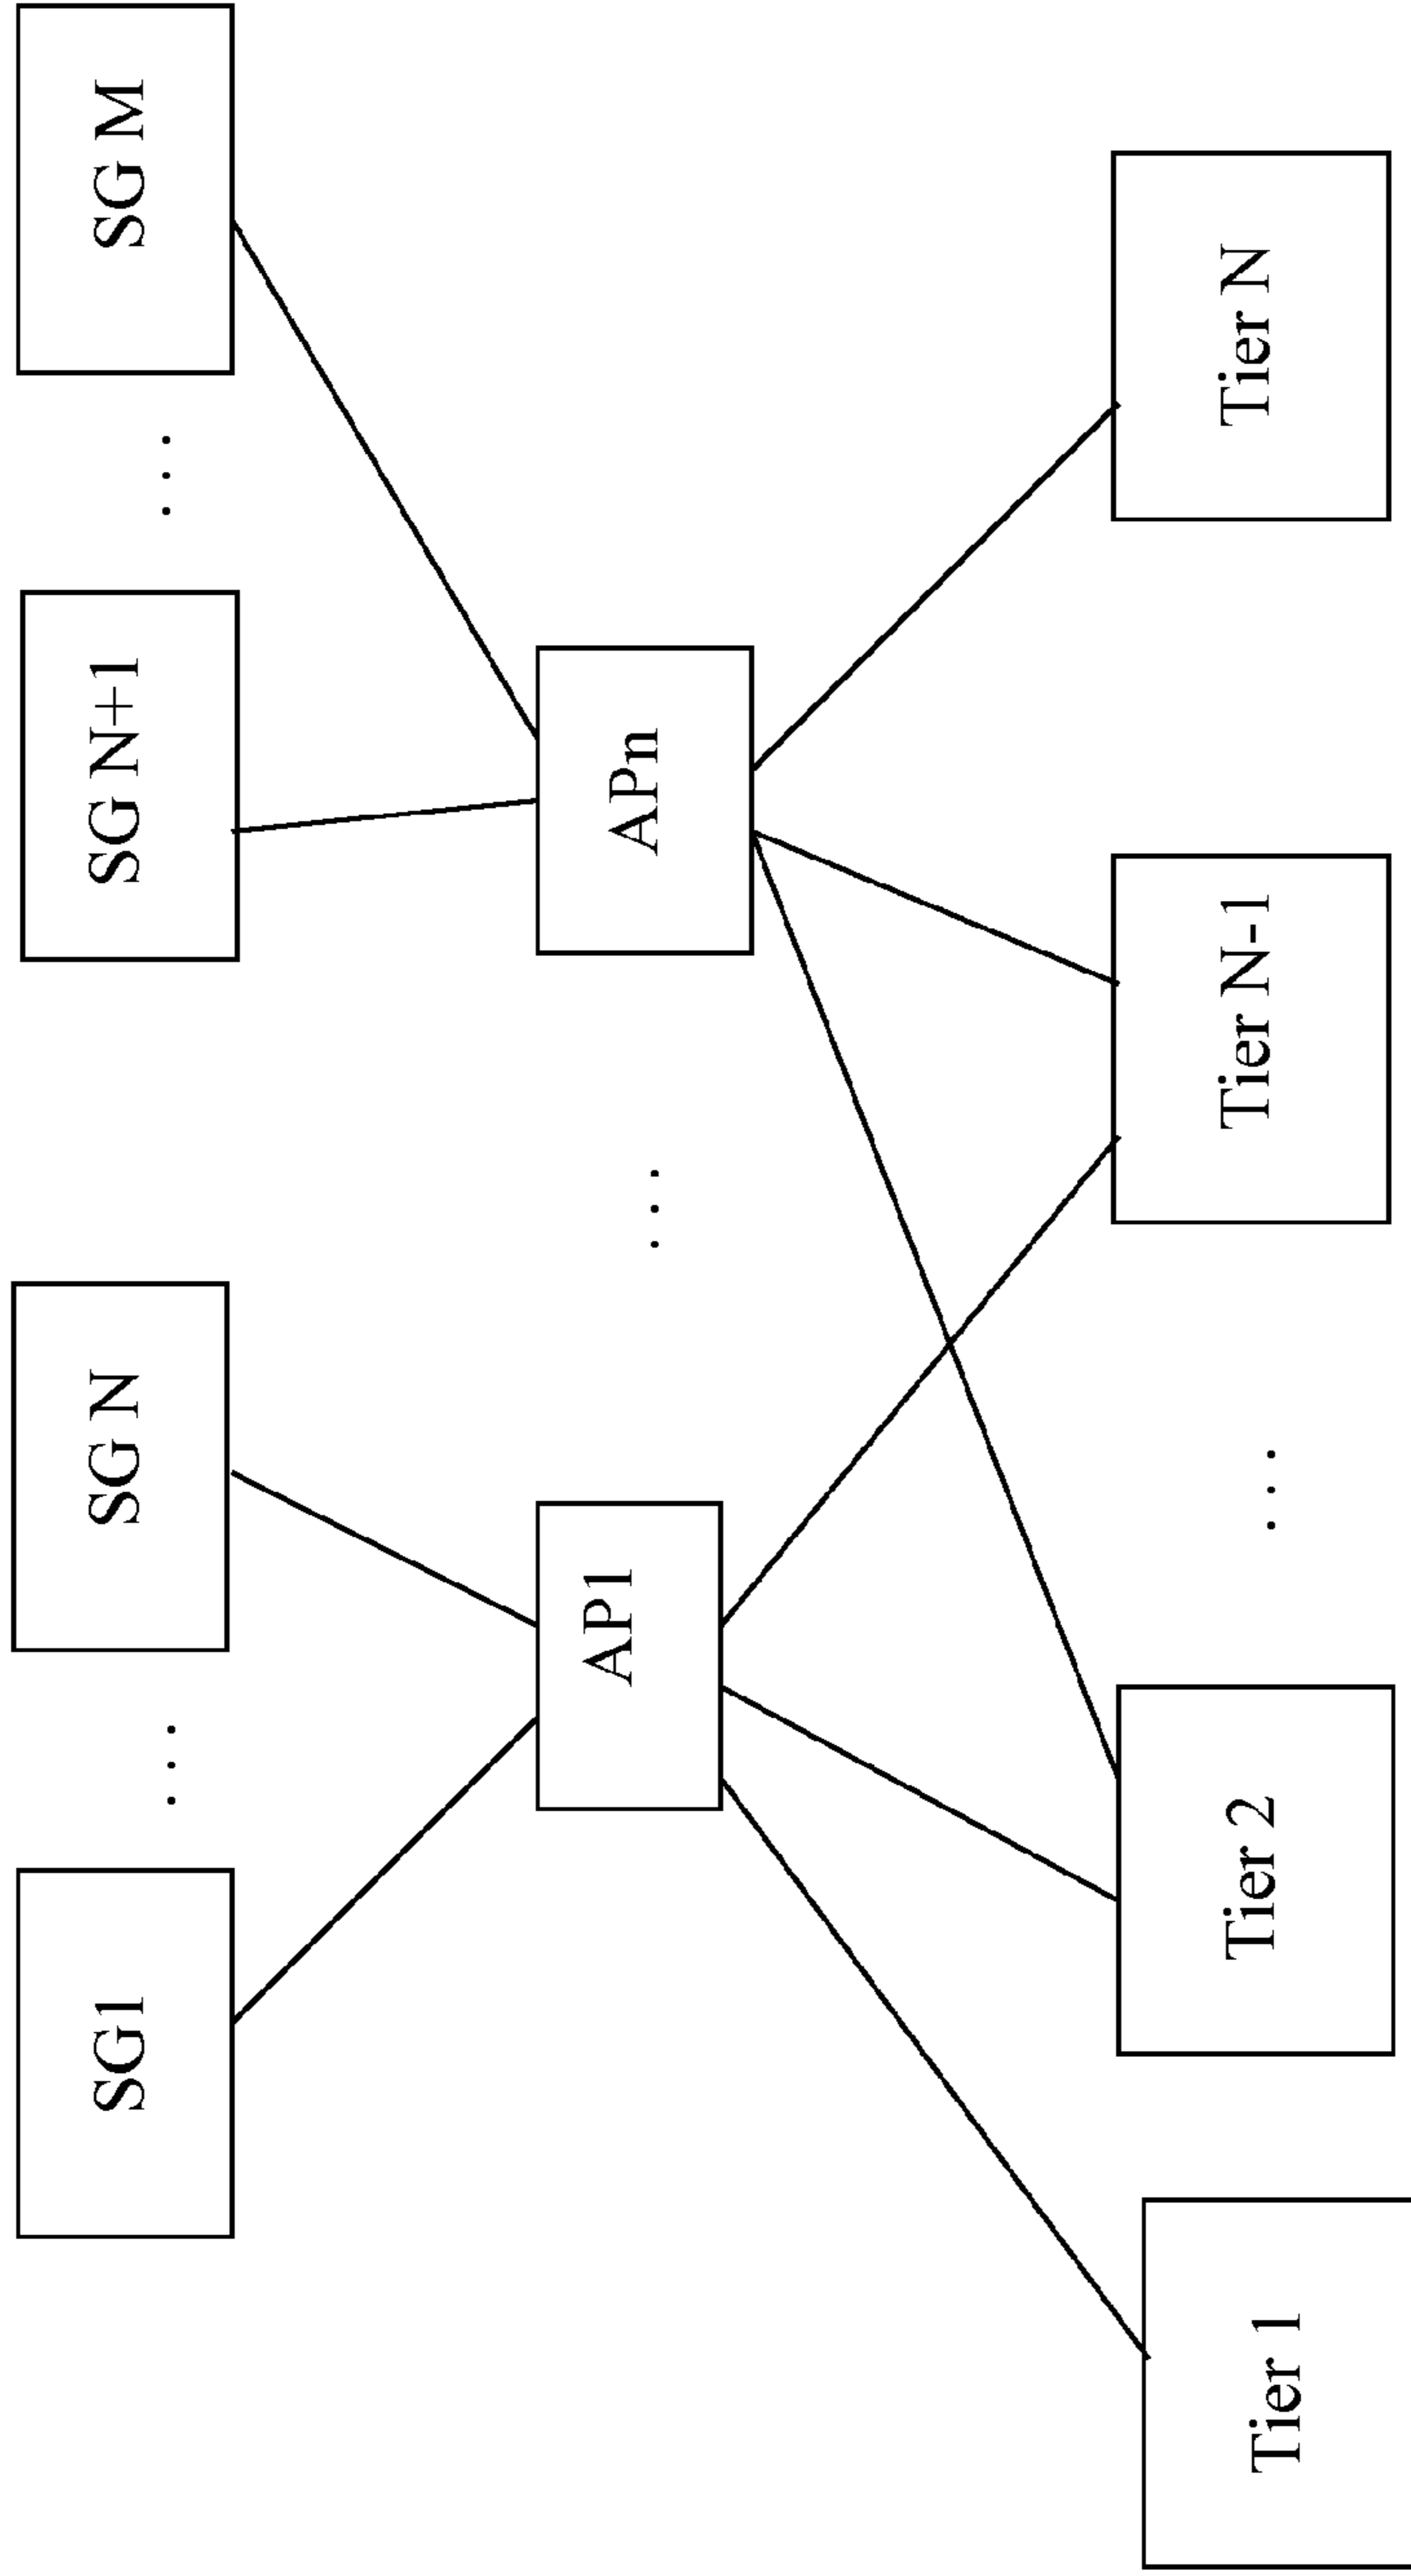 SG1
. . .
SG N
SG N+1
. . .
SG M
AP1
. . .
APn
Tier 1
Tier 2
. . .
Tier N-1
Tier N